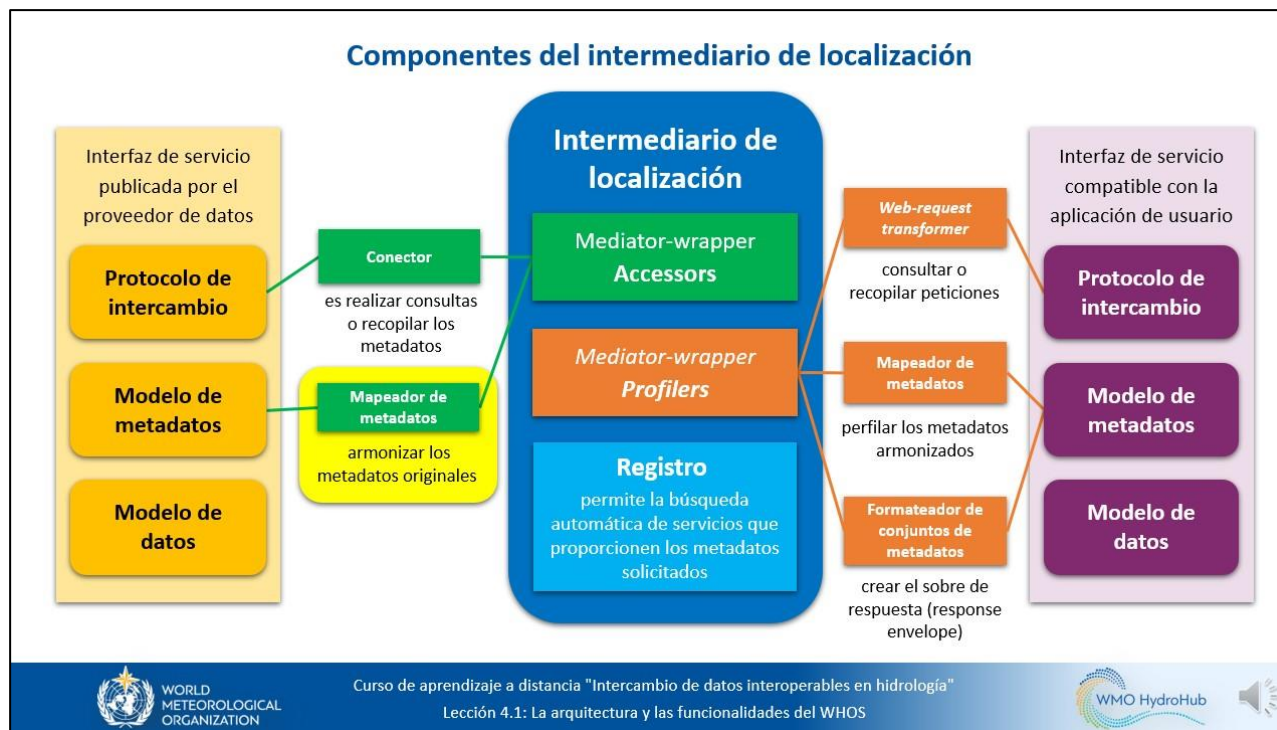 Componentes del intermediario de localización
Interfaz de servicio
publicada por el
proveedor de datos
Protocolo de
intercambio
Modelo de
metadatos
Modelo de
datos
Conector
es realizar consultas
o recopilar los
metadatos
Mapeador de
metadatos
armonizar los
metadatos originales
Intermediario de
localización
Mediator-wrapper
Accessors
Mediator-wrapper
Profilers
Registro
permite la búsqueda
automática de servicios que
proporcionen los metadatos
solicitados
Web-request
transformer
consultar o
recopilar peticiones
Mapeador de
metadatos
perfilar los metadatos
armonizados
Formateador de
conjuntos de
metadatos
crear el sobre de
respuesta (response
envelope)
Interfaz de servicio
compatible con la
aplicación de usuario
Protocolo de
intercambio
Modelo de
metadatos
Modelo de
datos
WORLD
METEOROLOGICAL
ORGANIZATION
Curso de aprendizaje a distancia "Intercambio de datos interoperables en hidrología"
Lección 4.1: La arquitectura y las funcionalidades del WHOS
WMO HydroHub